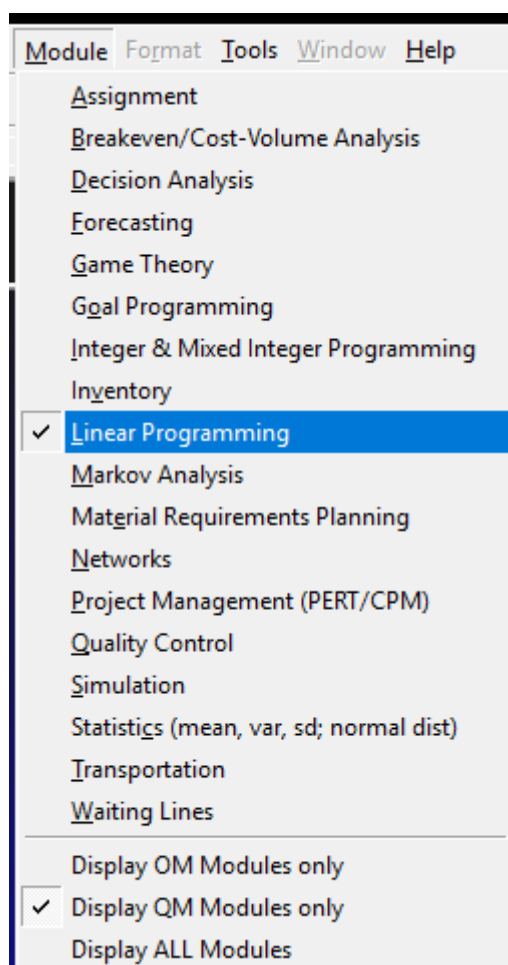 Module Format Tools Window Help
Assignment
Breakeven/Cost-Volume Analysis
Decision Analysis
Forecasting
Game Theory
Goal Programming
Integer & Mixed Integer Programming
Inventory
Linear Programming
Markov Analysis
Material Requirements Planning
Networks
Project Management (PERT/CPM)
Quality Control
Simulation
Statistics (mean, var, sd; normal dist)
Transportation
Waiting Lines
Display OM Modules only
Display QM Modules only
Display ALL Modules